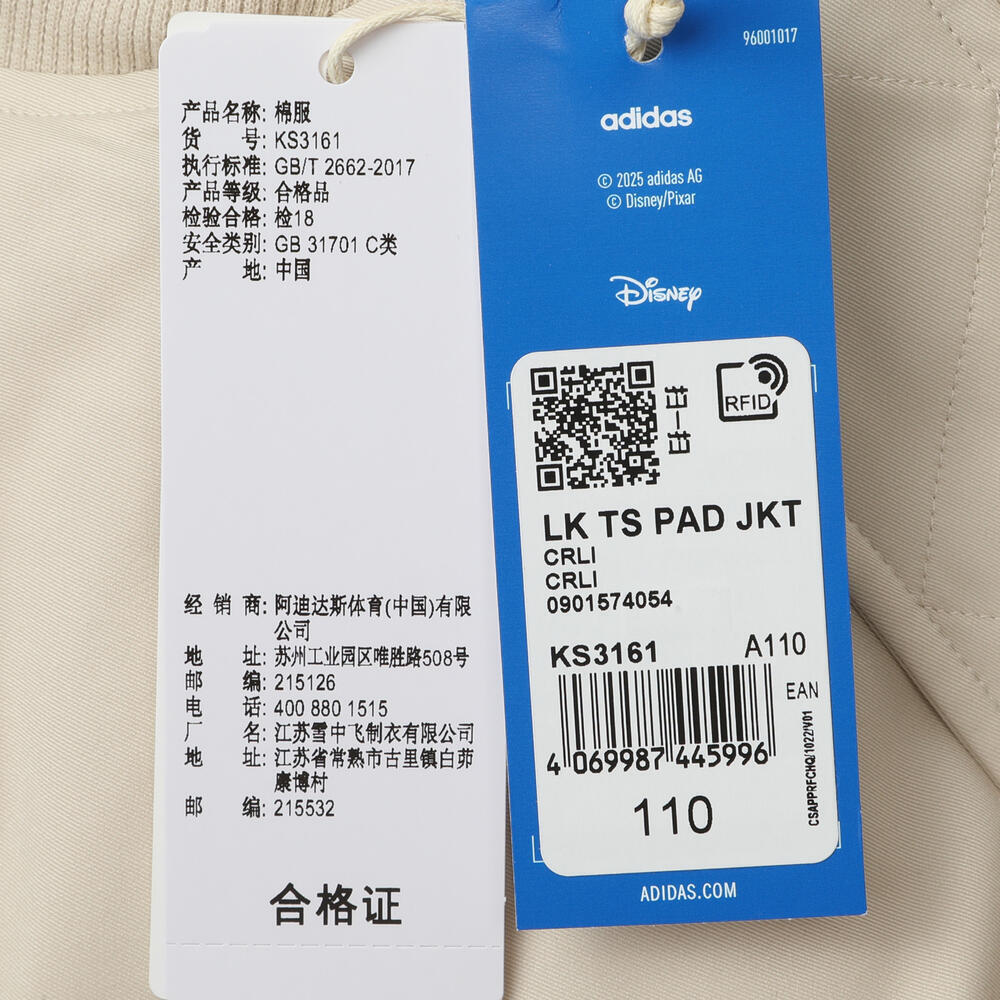 产品名称: 棉服
货 号: KS3161
执行标准: GB/T 2662-2017
产品等级: 合格品
检验合格: 检18
安全类别: GB 31701 C类
产 地: 中国
经 销 商: 阿迪达斯体育(中国)有限
公司
地 址: 苏州工业园区唯胜路508号
邮 编: 215126
电 话: 400 880 1515
厂 名: 江苏雪中飞制衣有限公司
地 址: 江苏省常熟市古里镇白茆
康博村
邮 编: 215532
合格证
96001017
adidas
© 2025 adidas AG
© Disney/Pixar
Disney
RFID
LK TS PAD JKT
CRLI
CRLI
0901574054
KS3161 A110
EAN
4 069987 445996
110
CSAPPRFCHQ/1022/V01
ADIDAS.COM